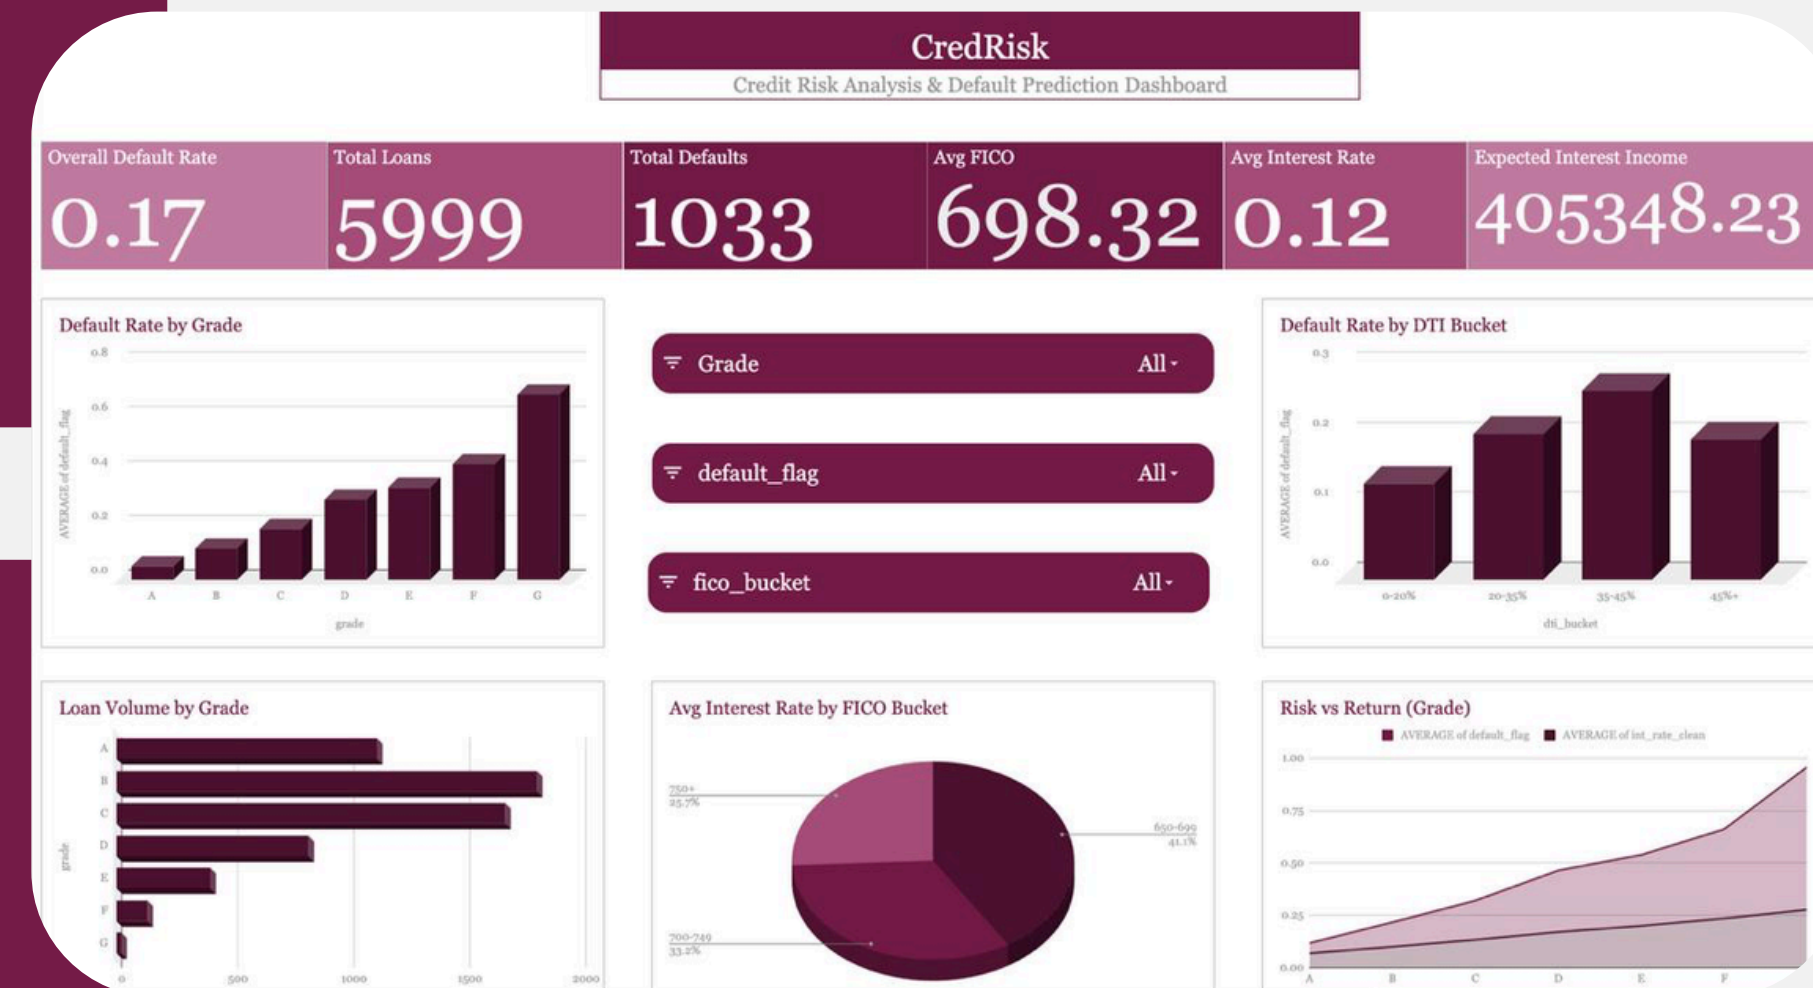 CredRisk
Credit Risk Analysis & Default Prediction Dashboard
Overall Default Rate
0.17
Total Loans
5999
Total Defaults
1033
Avg FICO
698.32
Avg Interest Rate
0.12
Expected Interest Income
405348.23
Default Rate by Grade
0.8
0.6
0.4
0.2
0.0
AVERAGE of default_flag
A B C D E F G
grade
Grade All
default_flag All
fico_bucket All
Default Rate by DTI Bucket
0.3
0.2
0.1
0.0
AVERAGE of default_flag
0-20% 20-35% 35-45% 45%+
dti_bucket
Loan Volume by Grade
A
B
C
D
E
F
G
grade
0 500 1000 1500 2000
Avg Interest Rate by FICO Bucket
750+
25.7%
650-699
41.1%
700-749
33.2%
Risk vs Return (Grade)
AVERAGE of default_flag AVERAGE of int_rate_clean
1.00
0.75
0.50
0.25
0.00
A B C D E F